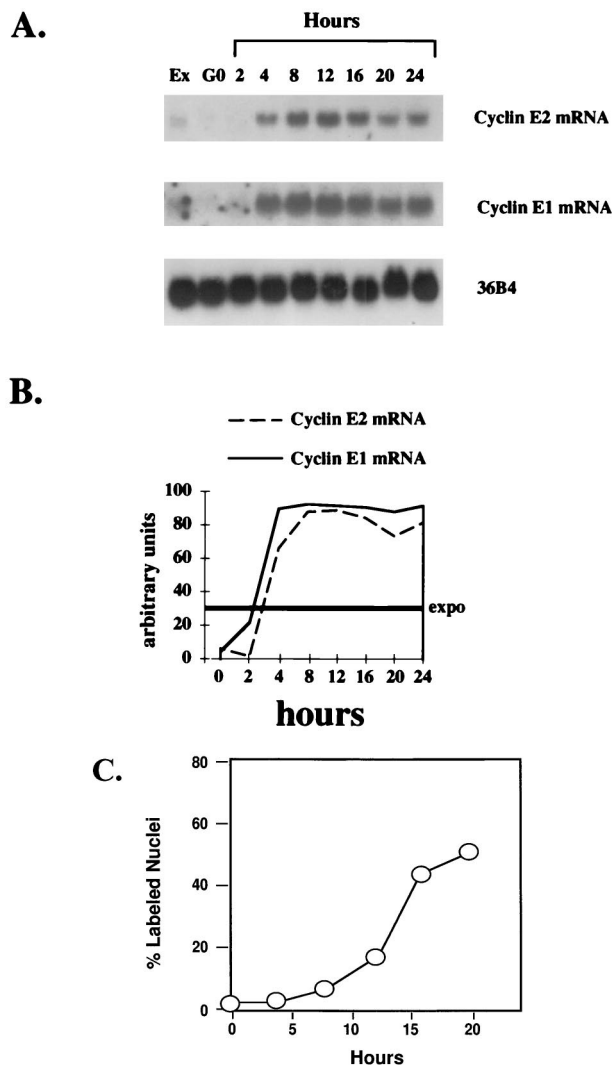 A.
Hours
Ex G0 2 4 8 12 16 20 24
Cyclin E2 mRNA
Cyclin E1 mRNA
36B4
B.
Cyclin E2 mRNA
Cyclin E1 mRNA
100
80
60
40
20
0
arbitrary units
expo
0 2 4 8 12 16 20 24
hours
C.
80
60
40
20
0
% Labeled Nuclei
0 5 10 15 20
Hours